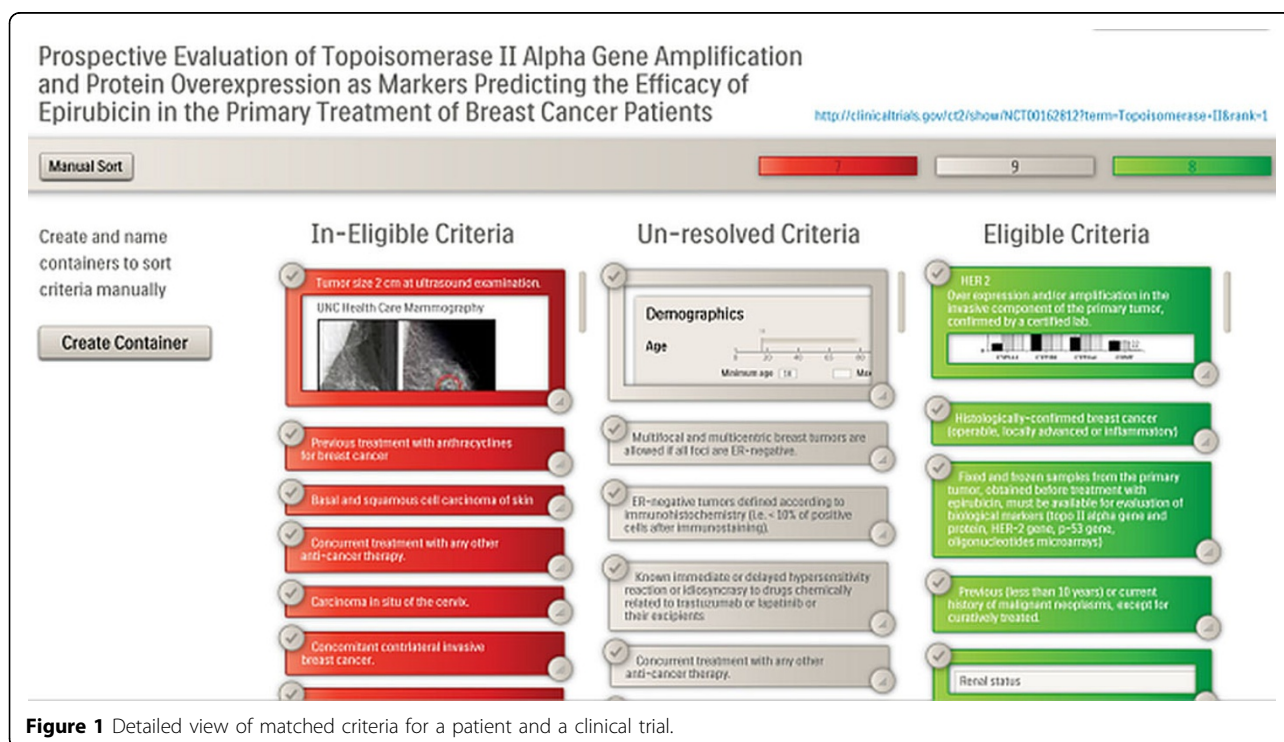 Prospective Evaluation of Topoisomerase II Alpha Gene Amplification
and Protein Overexpression as Markers Predicting the Efficacy of
Epirubicin in the Primary Treatment of Breast Cancer Patients
http://clinicaltrials.gov/ct2/show/NCT00162812?term=Topoisomerase+II&rank=1
Manual Sort
7
9
8
Create and name
containers to sort
criteria manually
Create Container
In-Eligible Criteria
Tumor size 2 cm at ultrasound examination.
UNC Health Care Mammography
Previous treatment with anthracyclines
for breast cancer
Basal and squamous cell carcinoma of skin
Concurrent treatment with any other
anti-cancer therapy.
Carcinoma in situ of the cervix.
Concomitant contrlateral invasive
breast cancer.
Un-resolved Criteria
Demographics
Age
0 20 40 60 80
Minimum age 18 Max
Multifocal and multicentric breast tumors are
allowed if all foci are ER-negative.
ER-negative tumors defined according to
immunohistochemistry (i.e. < 10% of positive
cells after immunostaining).
Known immediate or delayed hypersensitivity
reaction or idiosyncrasy to drugs chemically
related to trastuzumab or lapatinib or
their excipients
Concurrent treatment with any other
anti-cancer therapy.
Eligible Criteria
HER 2
Over expression and/or amplification in the
invasive component of the primary tumor,
confirmed by a certified lab.
Histologically-confirmed breast cancer
(operable, locally advanced or inflammatory)
Fixed and frozen samples from the primary
tumor, obtained before treatment with
epirubicin, must be available for evaluation of
biological markers (topo II alpha gene and
protein, HER-2 gene, p-53 gene,
oligonucleotides microarrays)
Previous (less than 10 years) or current
history of malignant neoplasms, except for
curatively treated.
Renal status
Figure 1 Detailed view of matched criteria for a patient and a clinical trial.